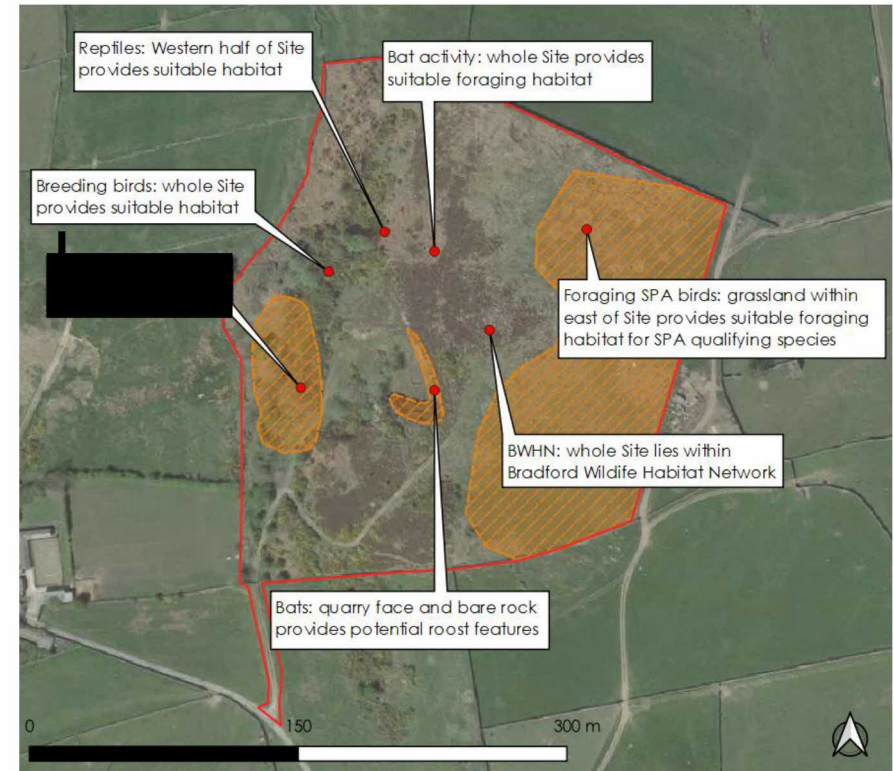 Reptiles: Western half of Site
provides suitable habitat
Bat activity: whole Site provides
suitable foraging habitat
Breeding birds: whole Site
provides suitable habitat
Foraging SPA birds: grassland within
east of Site provides suitable foraging
habitat for SPA qualifying species
BWHN: whole Site lies within
Bradford Wildlife Habitat Network
Bats: quarry face and bare rock
provides potential roost features
0
150
300 m